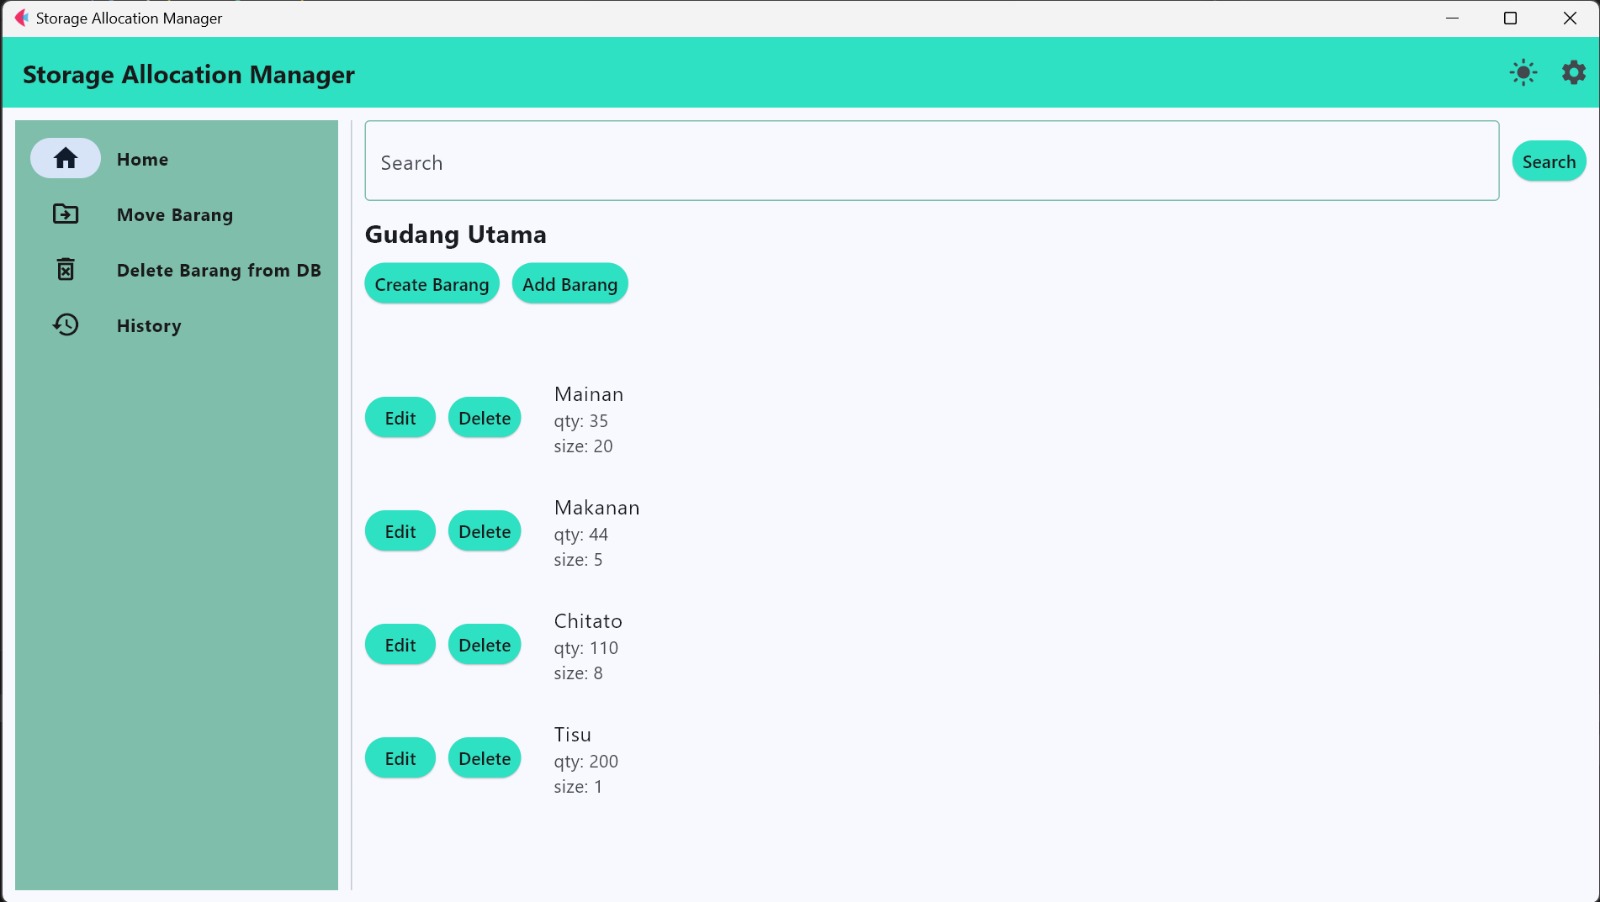 Storage Allocation Manager
Storage Allocation Manager
Home
Move Barang
Delete Barang from DB
History
Search
Search
Gudang Utama
Create Barang
Add Barang
Edit
Delete
Mainan
qty: 35
size: 20
Edit
Delete
Makanan
qty: 44
size: 5
Edit
Delete
Chitato
qty: 110
size: 8
Edit
Delete
Tisu
qty: 200
size: 1